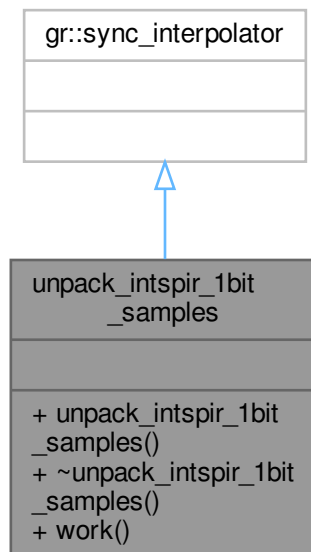 gr::sync_interpolator
unpack_intspir_1bit
_samples
+ unpack_intspir_1bit
_samples()
+ ~unpack_intspir_1bit
_samples()
+ work()